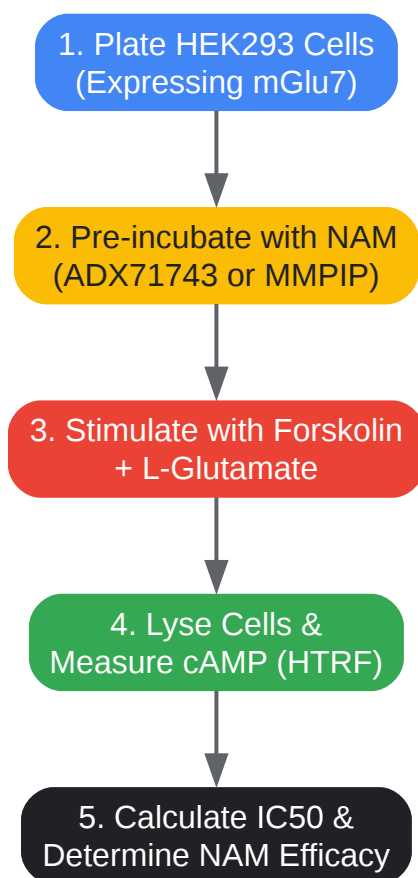 1. Plate HEK293 Cells
(Expressing mGlu7)
2. Pre-incubate with NAM
(ADX71743 or MMPIP)
3. Stimulate with Forskolin
+ L-Glutamate
4. Lyse Cells &
Measure cAMP (HTRF)
5. Calculate IC50 &
Determine NAM Efficacy